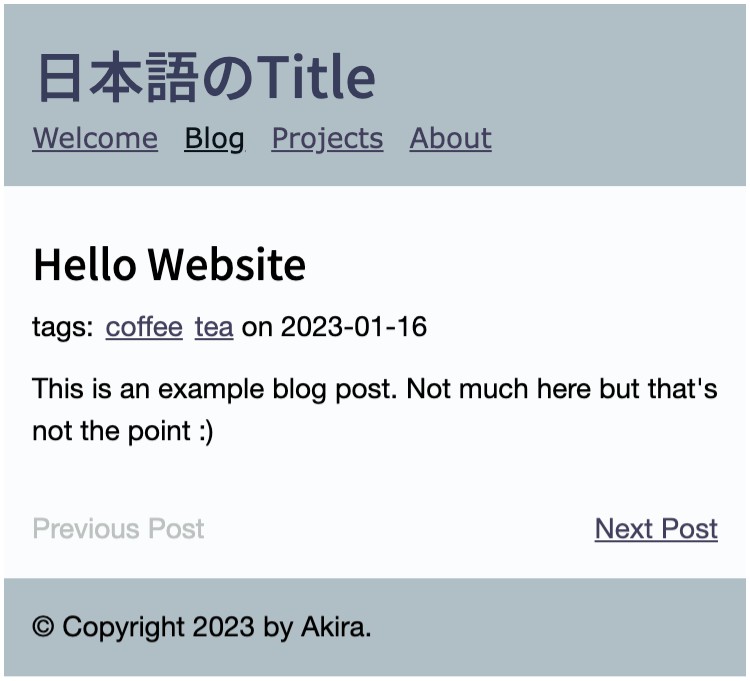 日本語のTitle
Welcome Blog Projects About
Hello Website
tags: coffee tea on 2023-01-16
This is an example blog post. Not much here but that's
not the point :)
Previous Post Next Post
© Copyright 2023 by Akira.